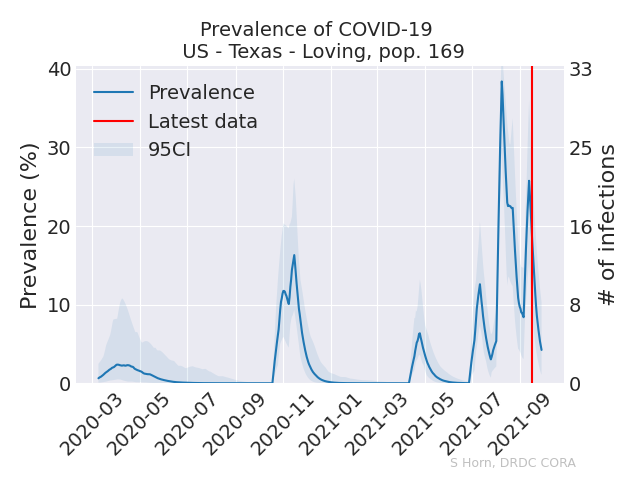 Prevalence of COVID-19
US - Texas - Loving, pop. 169
Prevalence (%)
40
30
20
10
0
Prevalence
Latest data
95CI
33
25
16
8
0
# of infections
2020-03
2020-05
2020-07
2020-09
2020-11
2021-01
2021-03
2021-05
2021-07
2021-09
S Horn, DRDC CORA